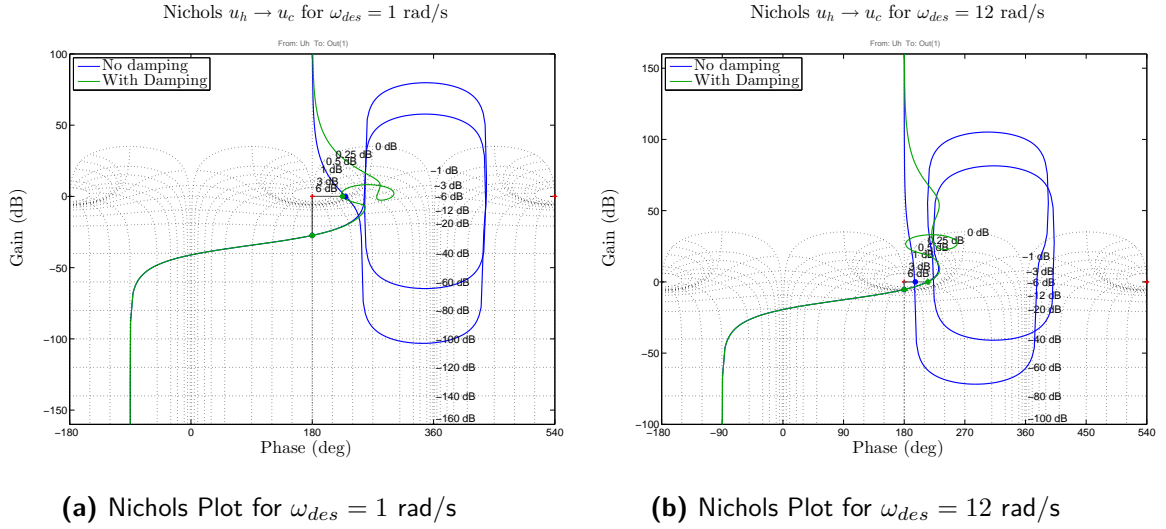 Nichols u_h → u_c for ω_des = 1 rad/s
From: Uh To: Out(1)
No damping
With Damping
100
50
0
−50
−100
−150
Gain (dB)
0 dB
0.25 dB
0.5 dB
1 dB
3 dB
6 dB
−1 dB
−3 dB
−6 dB
−12 dB
−20 dB
−40 dB
−60 dB
−80 dB
−100 dB
−120 dB
−140 dB
−160 dB
−180
0
180
360
540
Phase (deg)
(a) Nichols Plot for ω_des = 1 rad/s
Nichols u_h → u_c for ω_des = 12 rad/s
From: Uh To: Out(1)
No damping
With Damping
150
100
50
0
−50
−100
Gain (dB)
0 dB
0.25 dB
0.5 dB
1 dB
3 dB
6 dB
−1 dB
−3 dB
−6 dB
−12 dB
−20 dB
−40 dB
−60 dB
−80 dB
−100 dB
−180
−90
0
90
180
270
360
450
540
Phase (deg)
(b) Nichols Plot for ω_des = 12 rad/s